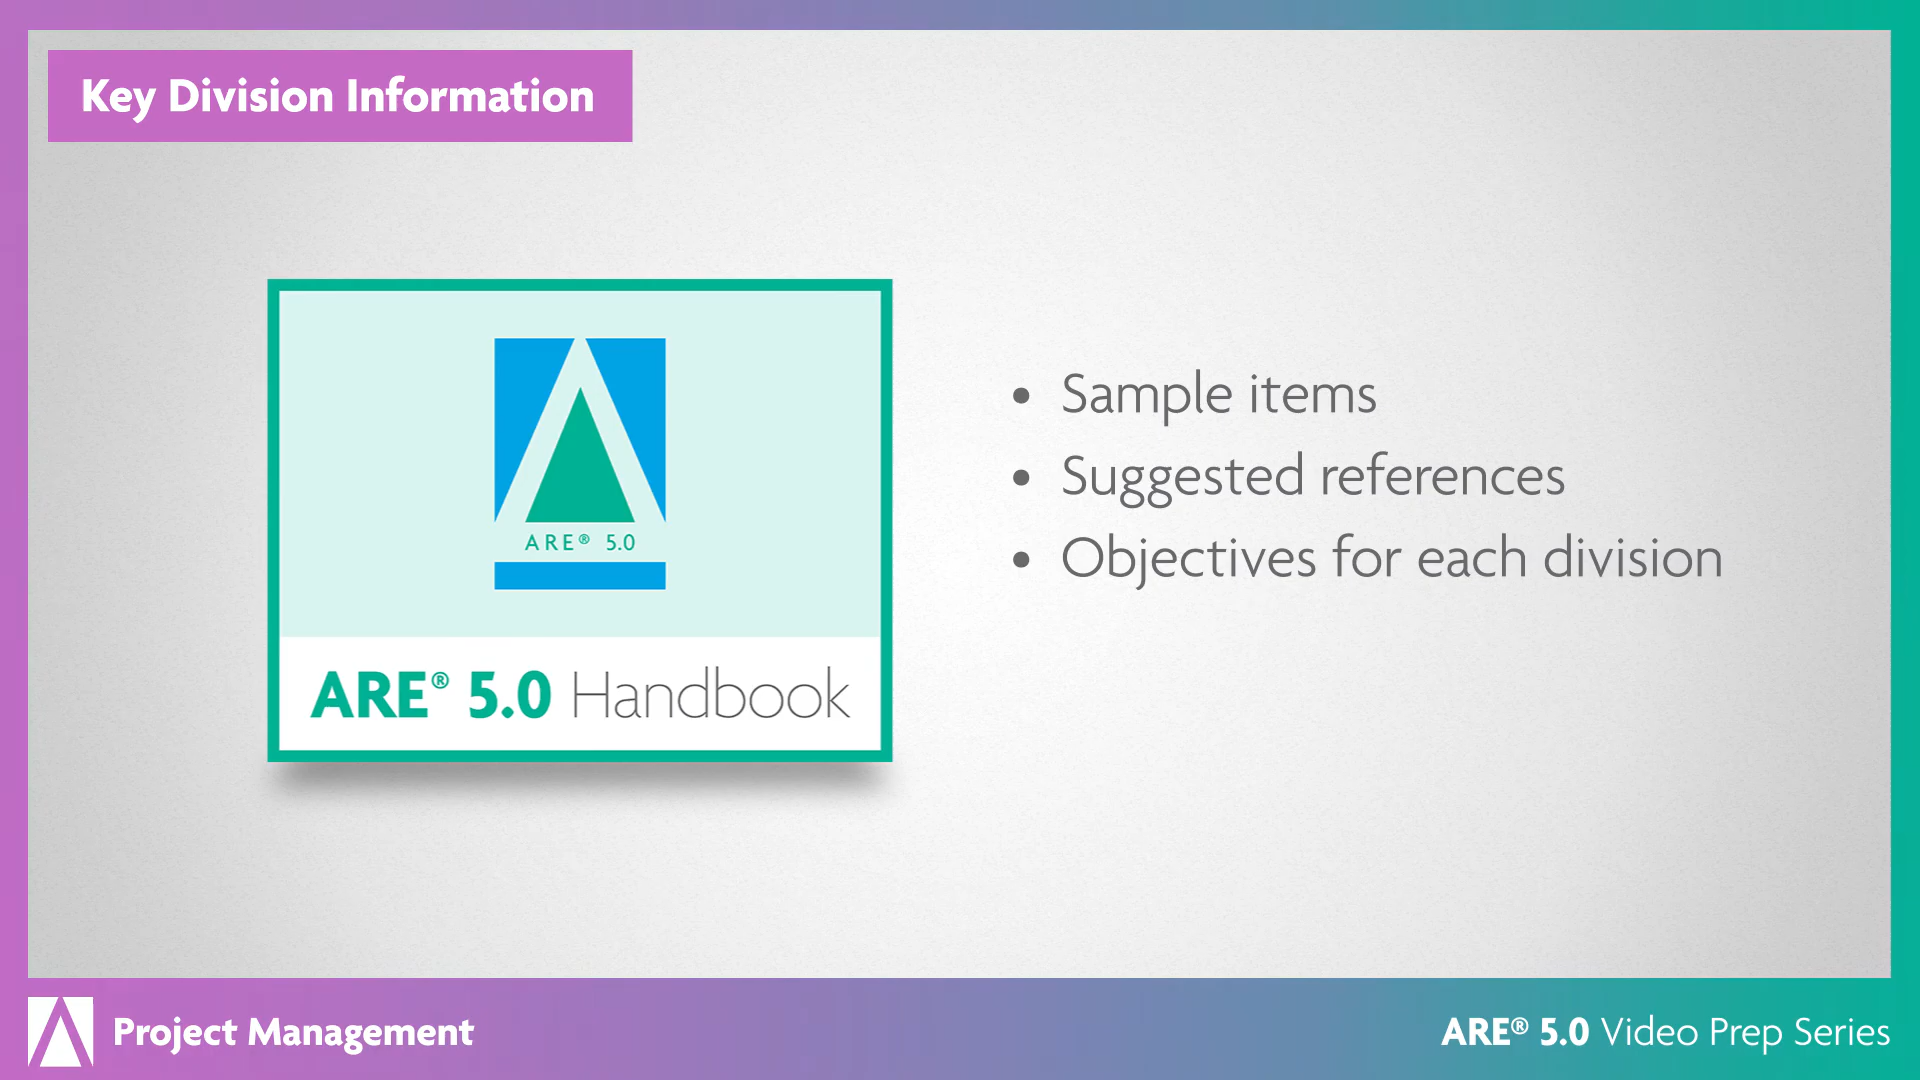 Key Division Information
ARE® 5.0
ARE® 5.0 Handbook
• Sample items
• Suggested references
• Objectives for each division
Project Management
ARE® 5.0 Video Prep Series